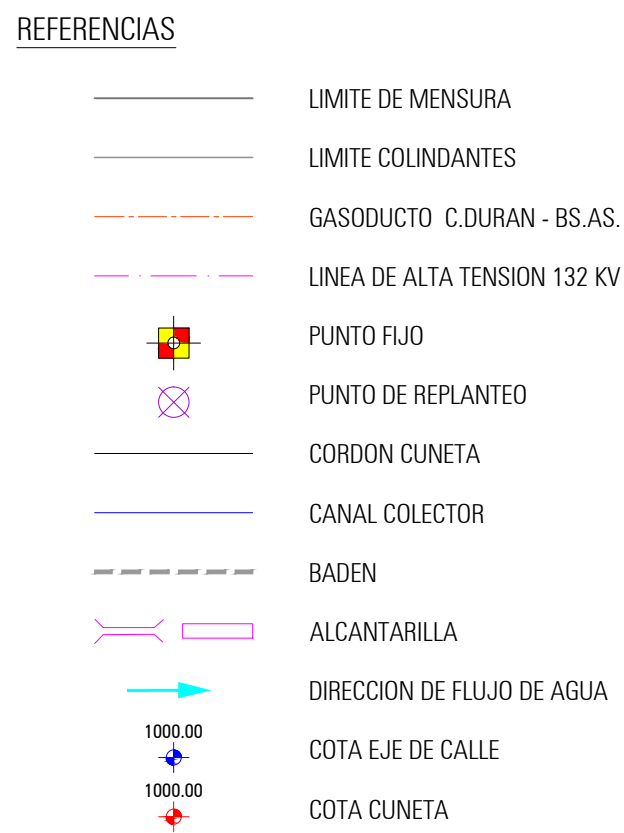 REFERENCIAS
LIMITE DE MENSURA
LIMITE COLINDANTES
GASODUCTO C.DURAN - BS.AS.
LINEA DE ALTA TENSION 132 KV
PUNTO FIJO
PUNTO DE REPLANTEO
CORDON CUNETA
CANAL COLECTOR
BADEN
ALCANTARILLA
DIRECCION DE FLUJO DE AGUA
1000.00 COTA EJE DE CALLE
1000.00 COTA CUNETA